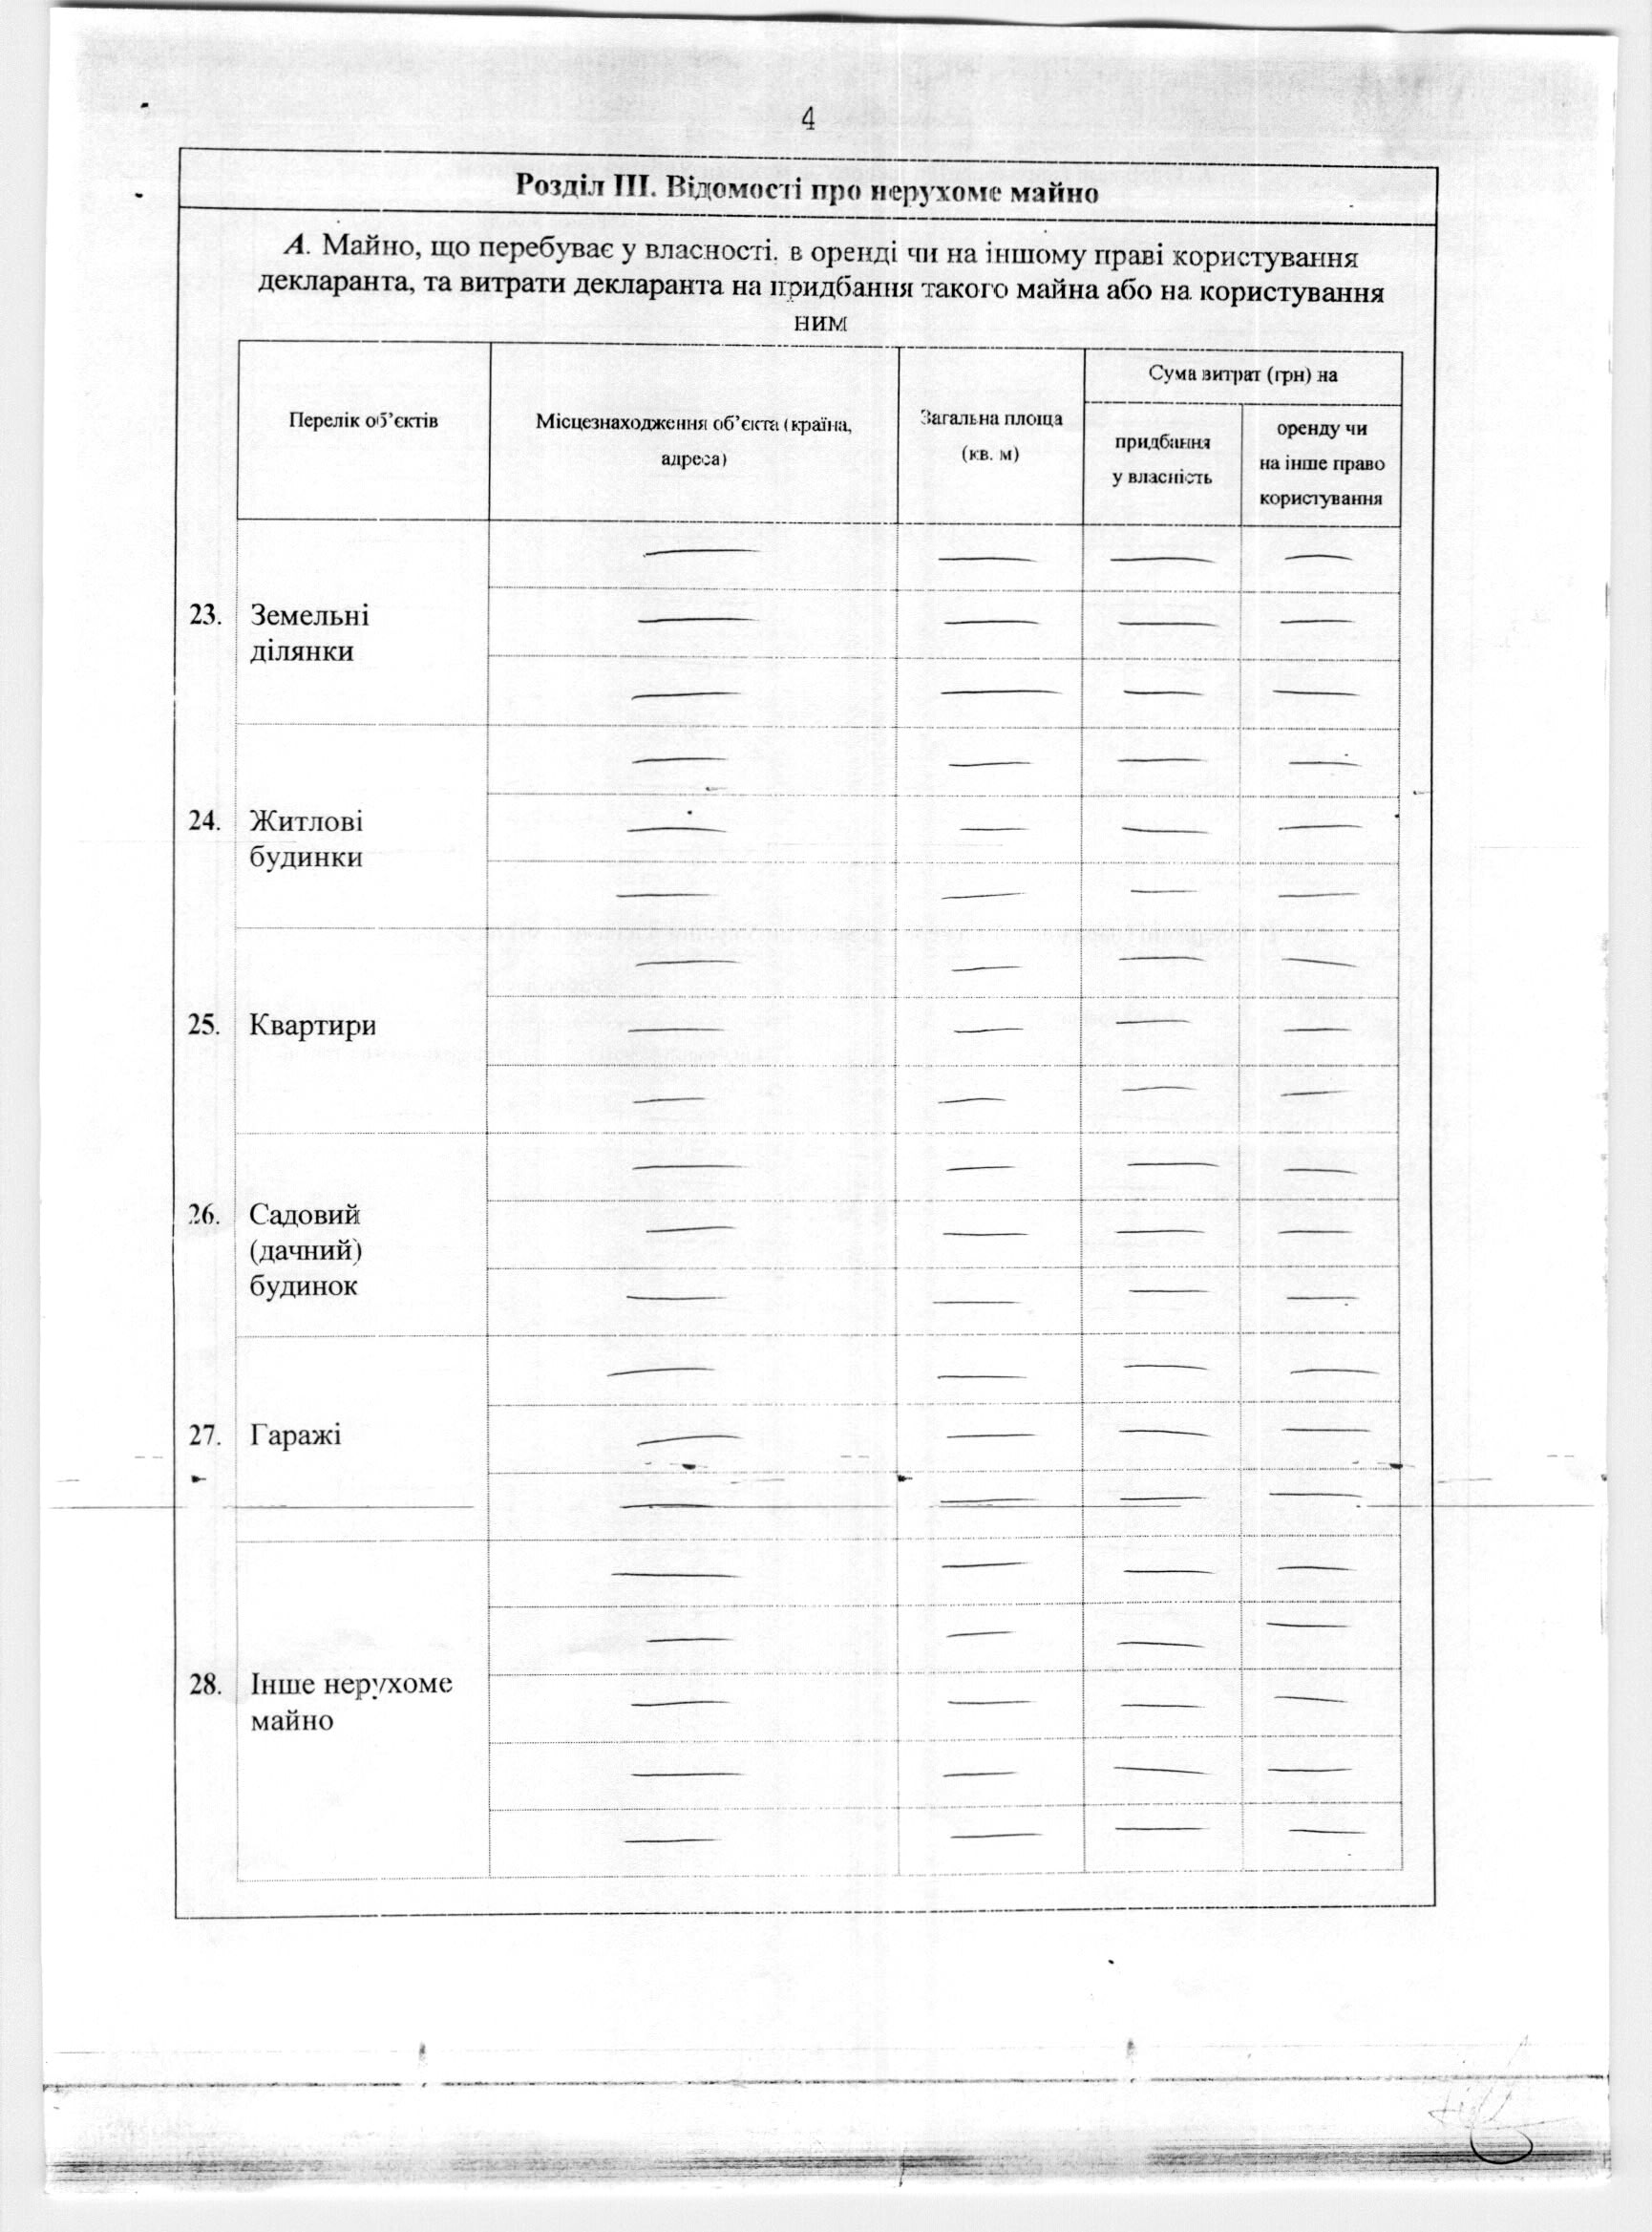 4
Розділ III. Відомості про нерухоме майно
А. Майно, що перебуває у власності, в оренді чи на іншому праві користування
декларанта, та витрати декларанта на придбання такого майна або на користування
ним
Перелік об’єктів
Місцезнаходження об’єкта (країна,
адреса)
Загальна площа
(кв. м)
Сума витрат (грн) на
придбання
у власність
оренду чи
на інше право
користування
23. Земельні
ділянки
— — — —
— — — —
— — — —
24. Житлові
будинки
— — — —
— — — —
— — — —
25. Квартири
— — — —
— — — —
— — — —
26. Садовий
(дачний)
будинок
— — — —
— — — —
— — — —
27. Гаражі
— — — —
— — — —
— — — —
28. Інше нерухоме
майно
— — — —
— — — —
— — — —
— — — —
— — — —